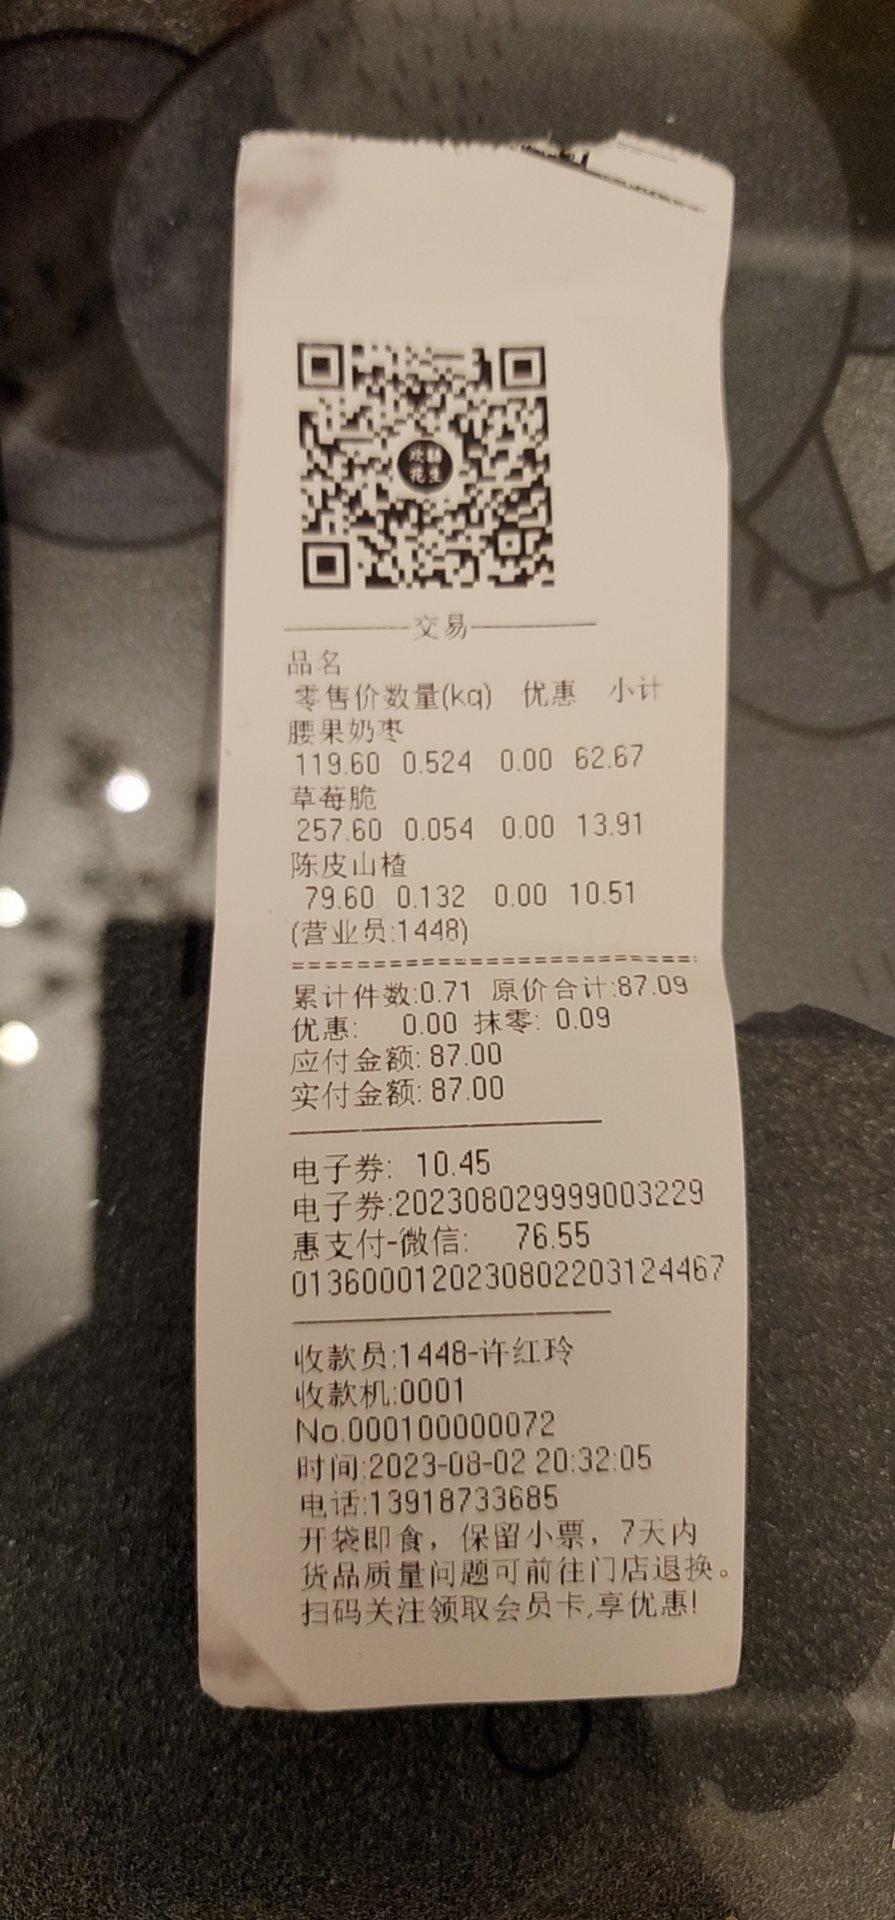 交易
品名
零售价数量(kg) 优惠 小计
腰果奶枣
119.60 0.524 0.00 62.67
草莓脆
257.60 0.054 0.00 13.91
陈皮山楂
79.60 0.132 0.00 10.51
(营业员:1448)
累计件数:0.71 原价合计:87.09
优惠: 0.00 抹零: 0.09
应付金额: 87.00
实付金额: 87.00
电子券: 10.45
电子券:202308029999003229
惠支付-微信: 76.55
01360001202308022031244​67
收款员:1448-许红玲
收款机:0001
No.000100000072
时间:2023-08-02 20:32:05
电话:13918733685
开袋即食，保留小票，7天内
货品质量问题可前往门店退换。
扫码关注领取会员卡,享优惠!